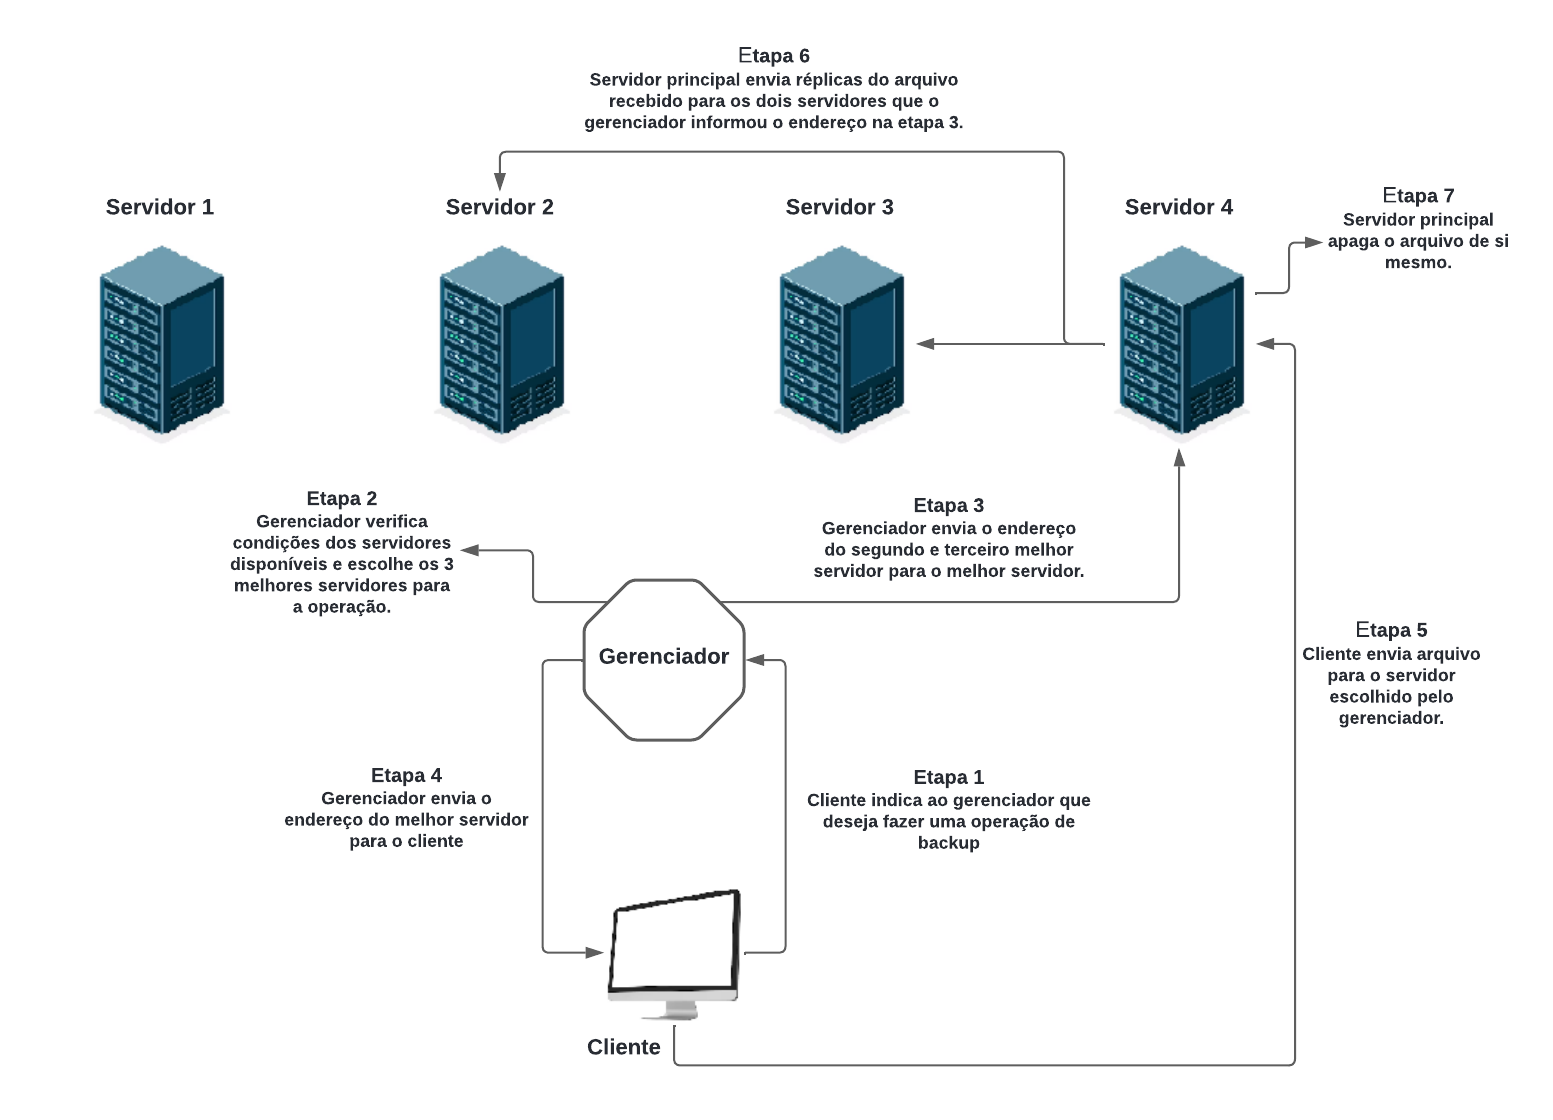 Etapa 6
Servidor principal envia réplicas do arquivo
recebido para os dois servidores que o
gerenciador informou o endereço na etapa 3.
Servidor 1
Servidor 2
Servidor 3
Servidor 4
Etapa 7
Servidor principal
apaga o arquivo de si
mesmo.
Etapa 2
Gerenciador verifica
condições dos servidores
disponíveis e escolhe os 3
melhores servidores para
a operação.
Etapa 3
Gerenciador envia o endereço
do segundo e terceiro melhor
servidor para o melhor servidor.
Gerenciador
Etapa 5
Cliente envia arquivo
para o servidor
escolhido pelo
gerenciador.
Etapa 4
Gerenciador envia o
endereço do melhor servidor
para o cliente
Etapa 1
Cliente indica ao gerenciador que
deseja fazer uma operação de
backup
Cliente